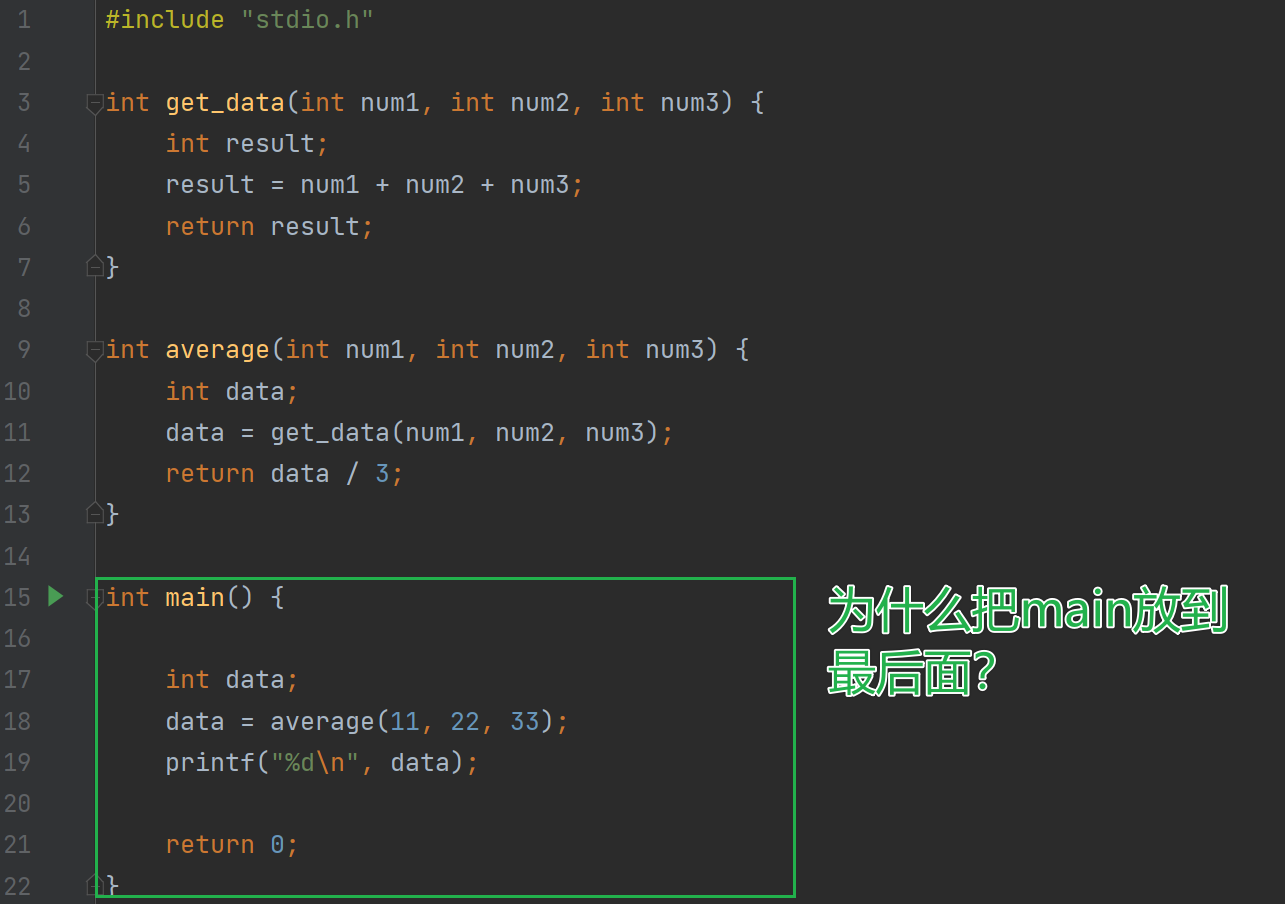 1 #include "stdio.h"
2
3 int get_data(int num1, int num2, int num3) {
4     int result;
5     result = num1 + num2 + num3;
6     return result;
7 }
8
9 int average(int num1, int num2, int num3) {
10     int data;
11     data = get_data(num1, num2, num3);
12     return data / 3;
13 }
14
15 int main() {
16
17     int data;
18     data = average(11, 22, 33);
19     printf("%d\n", data);
20
21     return 0;
22 }
为什么把main放到
最后面？